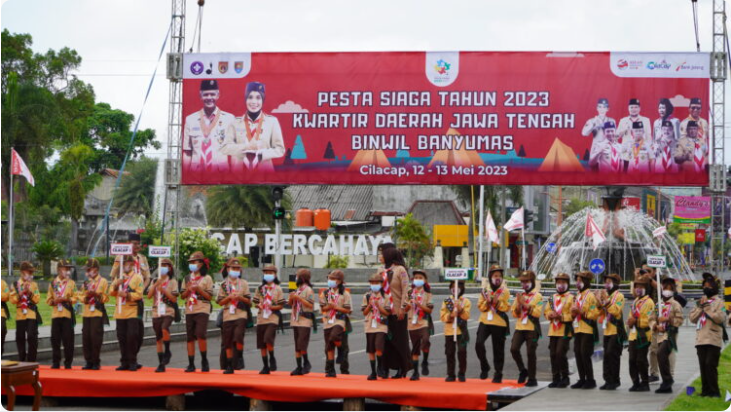 PESTA SIAGA TAHUN 2023
KWARTIR DAERAH JAWA TENGAH
BINWIL BANYUMAS
Cilacap, 12 - 13 Mei 2023
CAP BERCAHAYA